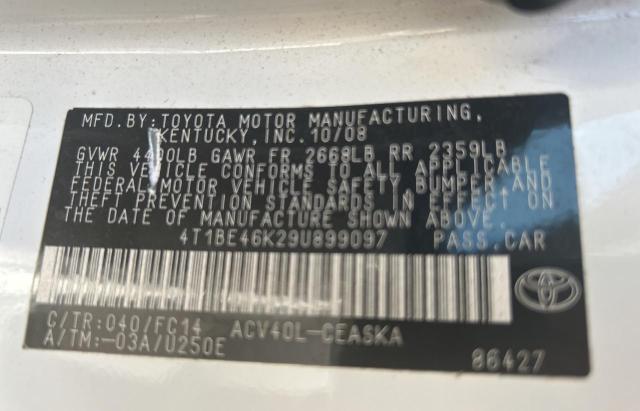 MFD.BY:TOYOTA MOTOR MANUFACTURING,
KENTUCKY,INC.10/08
GVWR 4400LB GAWR FR 2668LB RR 2359LB
THIS VEHICLE CONFORMS TO ALL APPLICABLE
FEDERAL MOTOR VEHICLE SAFETY,BUMPER,AND
THEFT PREVENTION STANDARDS IN EFFECT ON
THE DATE OF MANUFACTURE SHOWN ABOVE.
4T1BE46K29U899097 PASS.CAR
C/TR:040/FC14 ACV40L-CEASKA
A/TM:-03A/U250E 86427